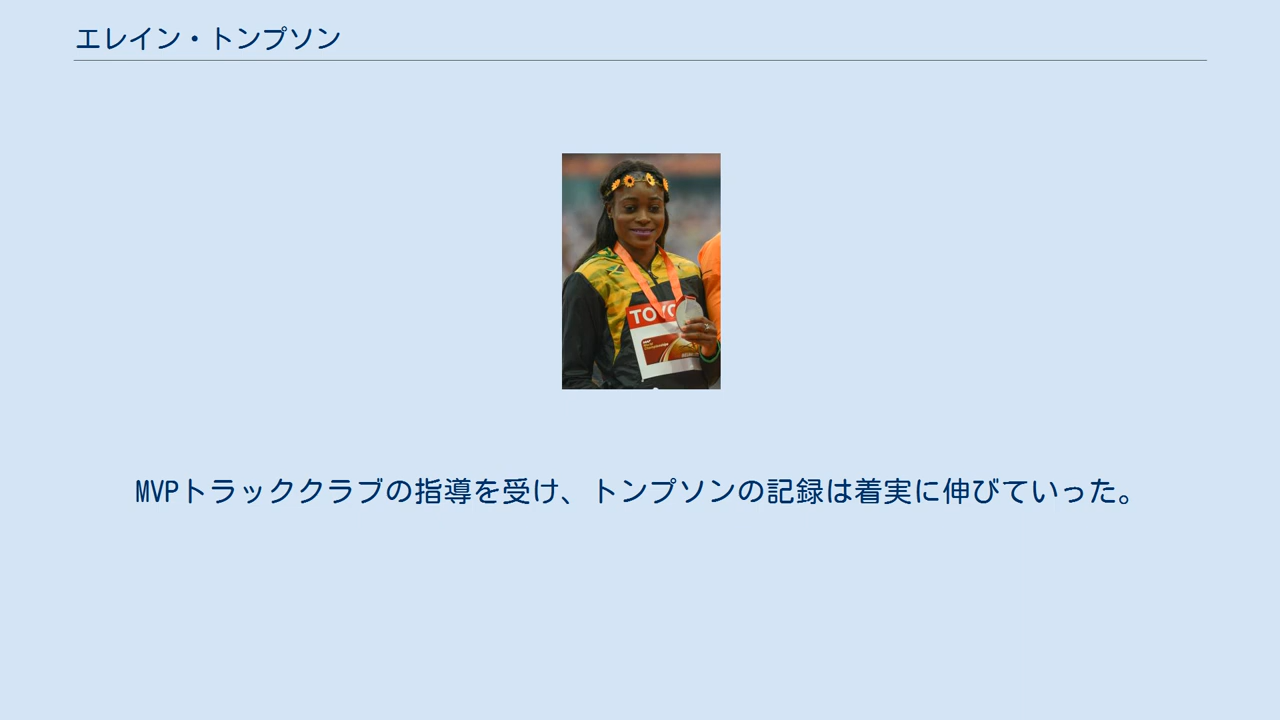 エレイン・トンプソン
TOYO
MVPトラッククラブの指導を受け、トンプソンの記録は着実に伸びていった。